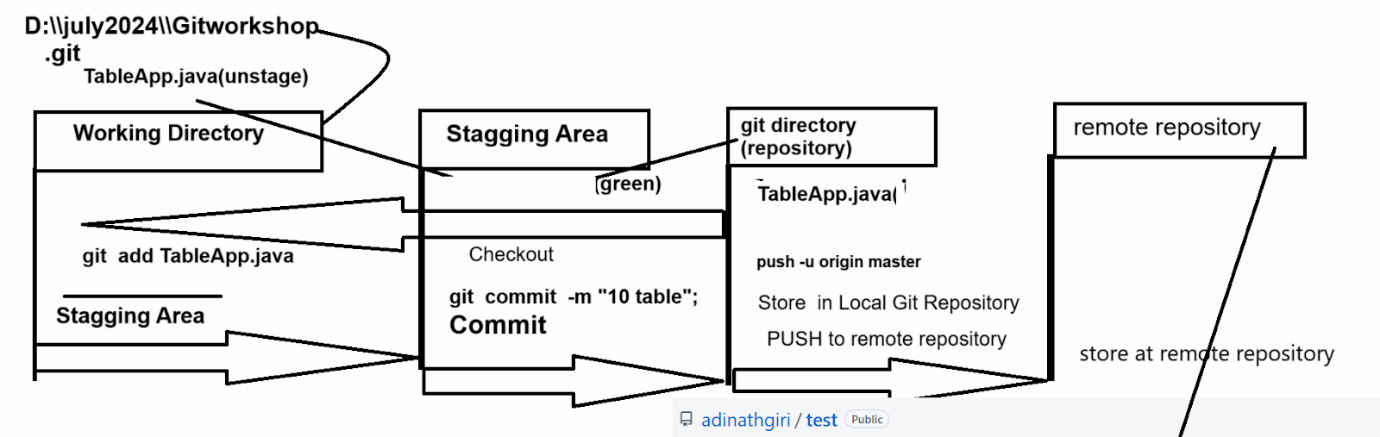 D:\\july2024\\Gitworkshop
.git
TableApp.java(unstage)
Working Directory
Stagging Area
git directory
(repository)
remote repository
(green)
TableApp.java(
git add TableApp.java
Checkout
push -u origin master
Stagging Area
git commit -m "10 table";
Commit
Store in Local Git Repository
PUSH to remote repository
store at remote repository
adinathgiri / test Public